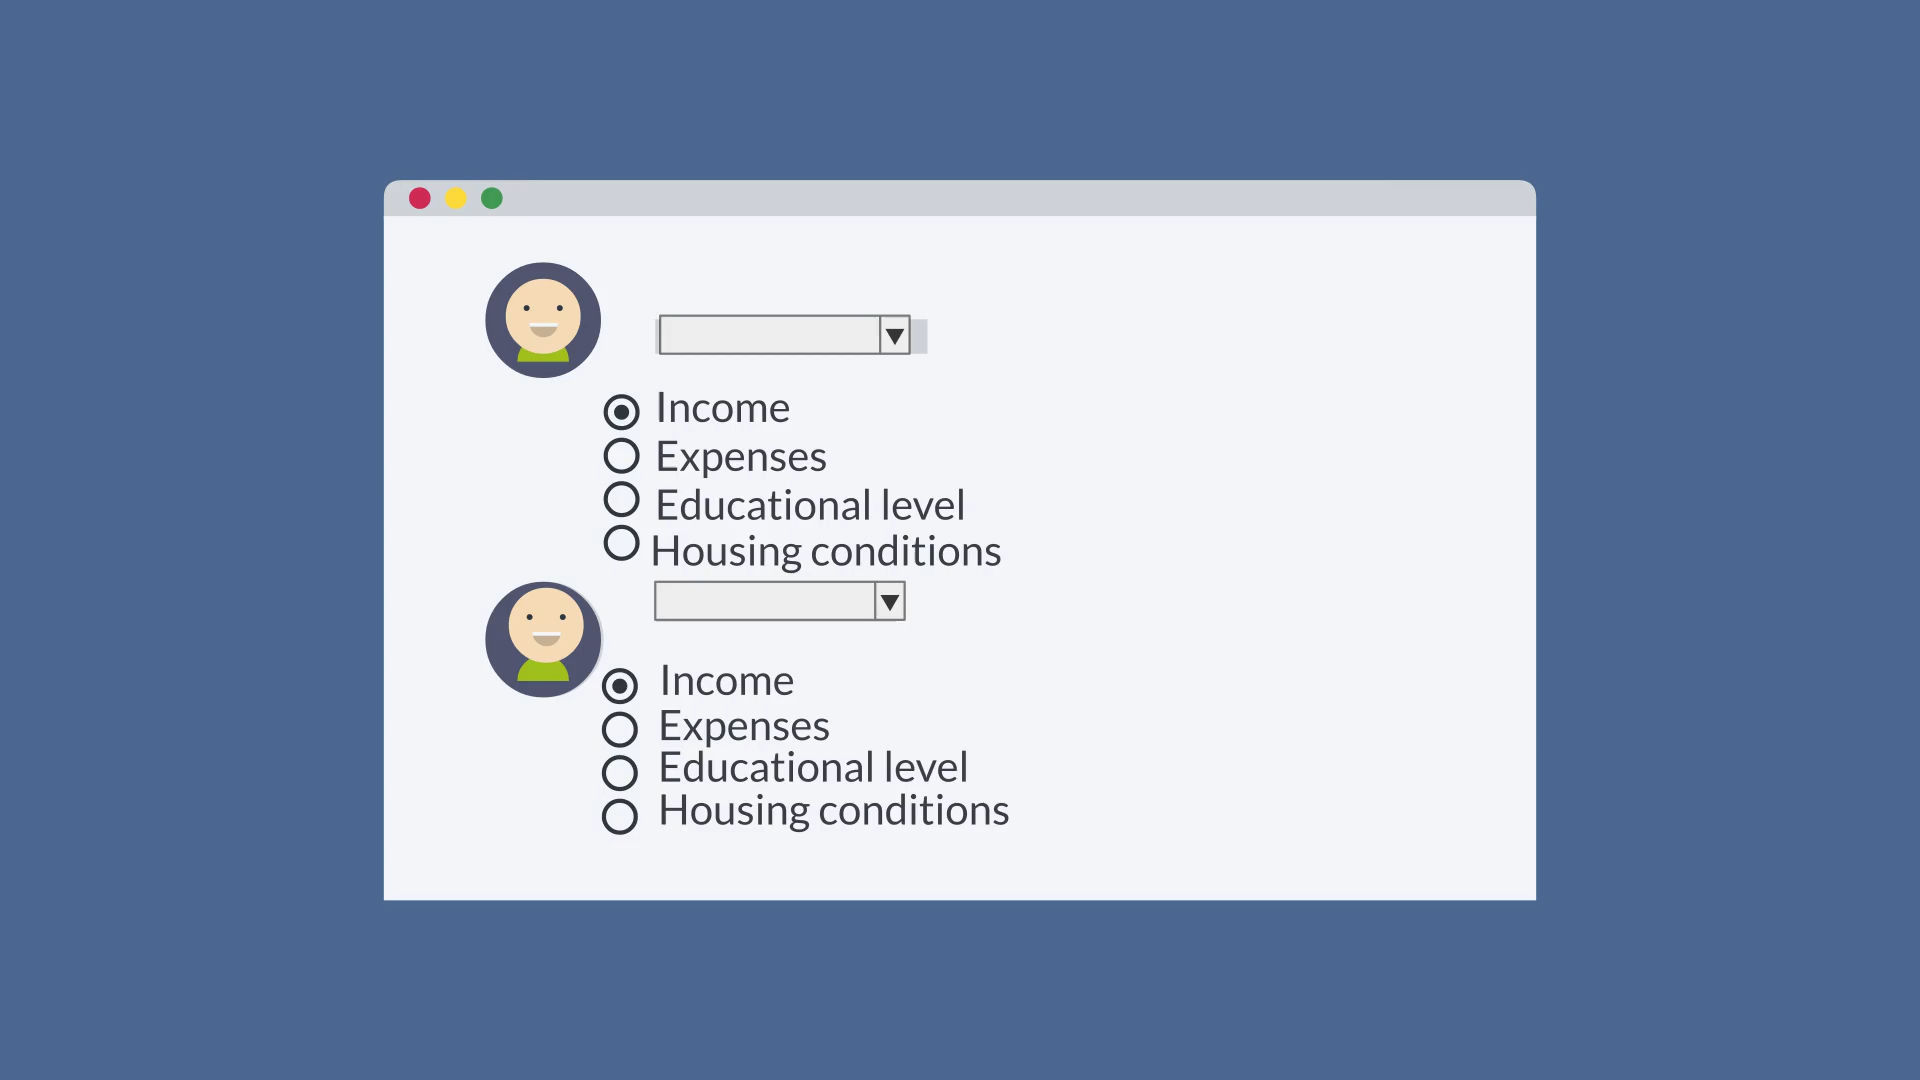 Income
Expenses
Educational level
Housing conditions
Income
Expenses
Educational level
Housing conditions